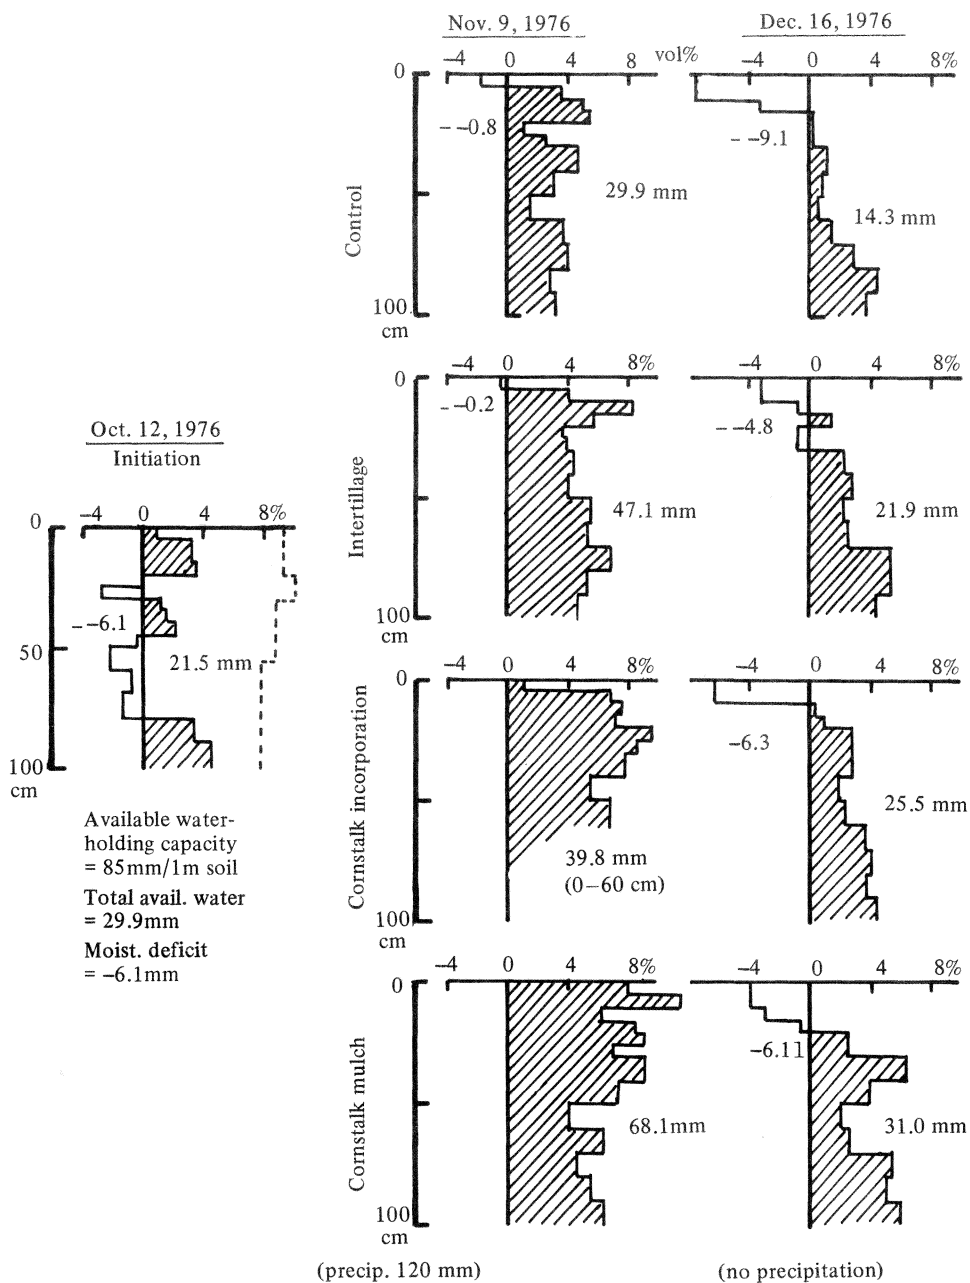 Nov. 9, 1976
Dec. 16, 1976
−4 0 4 8 vol% −4 0 4 8%
0
−−0.8
−−9.1
Control
29.9 mm
14.3 mm
100
cm
−4 0 4 8% −4 0 4 8%
0
−−0.2
−−4.8
Intertillage
47.1 mm
21.9 mm
100
cm
Oct. 12, 1976
Initiation
−4 0 4 8%
0
−−6.1
50
21.5 mm
100
cm
Available water-
holding capacity
= 85mm/1m soil
Total avail. water
= 29.9mm
Moist. deficit
= −6.1mm
−4 0 4 8% −4 0 4 8%
0
−6.3
Cornstalk incorporation
25.5 mm
39.8 mm
(0−60 cm)
100
cm
−4 0 4 8% −4 0 4 8%
0
−6.11
Cornstalk mulch
68.1mm
31.0 mm
100
cm
(precip. 120 mm)
(no precipitation)